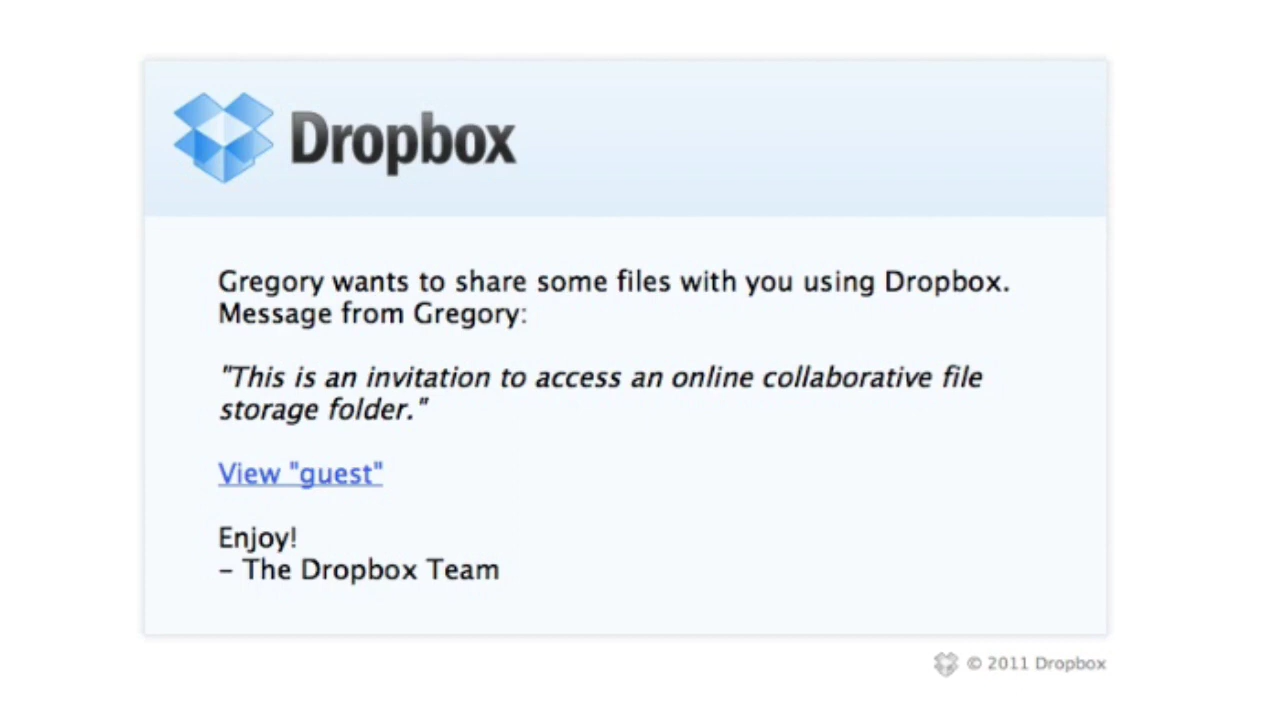 Dropbox
Gregory wants to share some files with you using Dropbox.
Message from Gregory:
"This is an invitation to access an online collaborative file
storage folder."
View "guest"
Enjoy!
– The Dropbox Team
© 2011 Dropbox